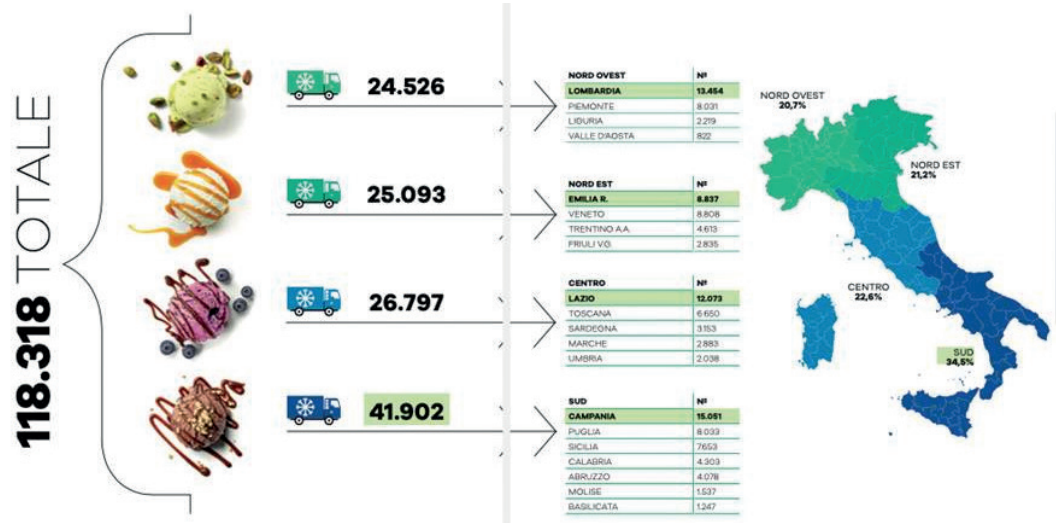 118.318 TOTALE
24.526
25.093
26.797
41.902
NORD OVEST Nº
LOMBARDIA 13.454
PIEMONTE 8.031
LIGURIA 2.219
VALLE D'AOSTA 822
NORD EST Nº
EMILIA R. 8.837
VENETO 8.808
TRENTINO A.A. 4.613
FRIULI V.G. 2.835
CENTRO Nº
LAZIO 12.073
TOSCANA 6.650
SARDEGNA 3.153
MARCHE 2.883
UMBRIA 2.038
SUD Nº
CAMPANIA 15.051
PUGLIA 8.033
SICILIA 7.653
CALABRIA 4.303
ABRUZZO 4.078
MOLISE 1.537
BASILICATA 1.247
NORD OVEST
20,7%
NORD EST
21,2%
CENTRO
22,6%
SUD
34,5%